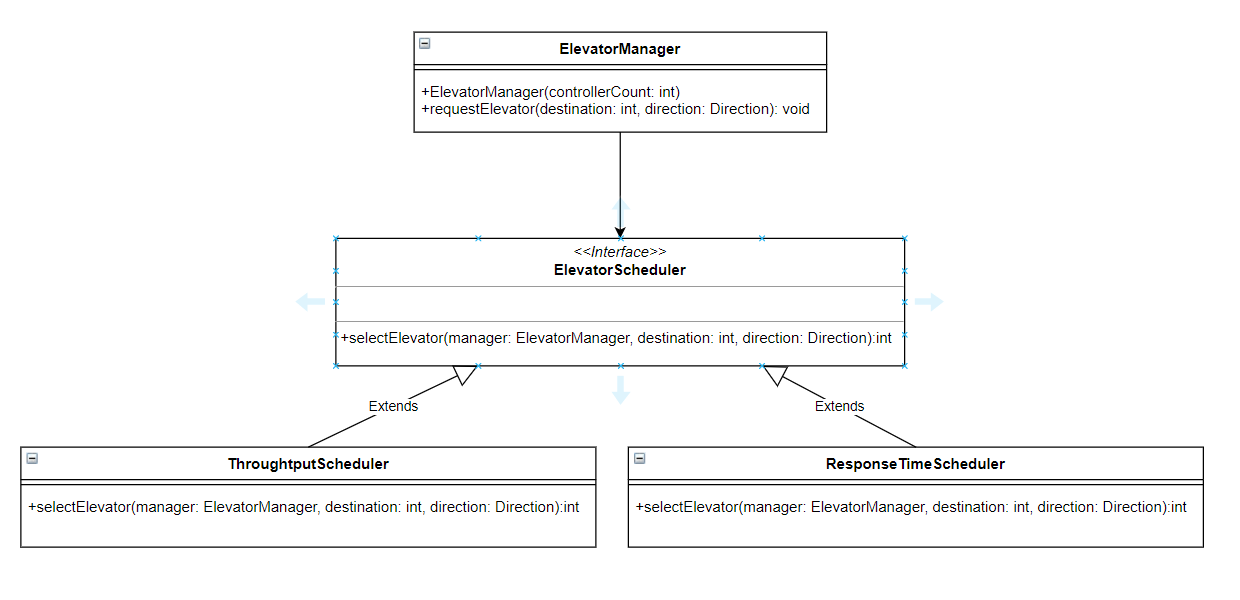 ElevatorManager
+ElevatorManager(controllerCount: int)
+requestElevator(destination: int, direction: Direction): void
<<Interface>>
ElevatorScheduler
+selectElevator(manager: ElevatorManager, destination: int, direction: Direction):int
Extends
Extends
ThroughtputScheduler
+selectElevator(manager: ElevatorManager, destination: int, direction: Direction):int
ResponseTimeScheduler
+selectElevator(manager: ElevatorManager, destination: int, direction: Direction):int